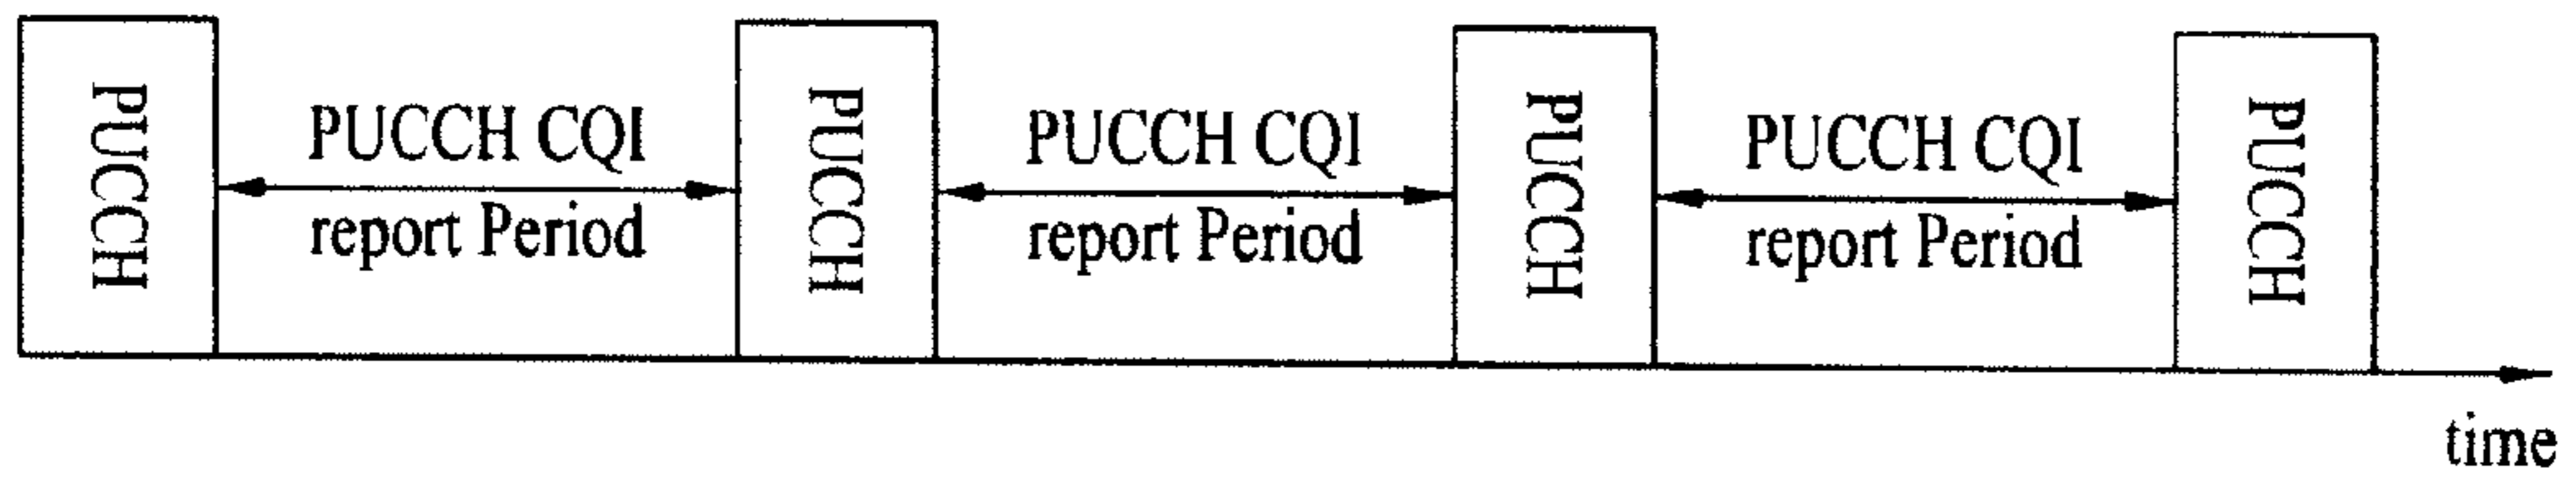 PUCCH
PUCCH CQI
report Period
PUCCH
PUCCH CQI
report Period
PUCCH
PUCCH CQI
report Period
PUCCH
time